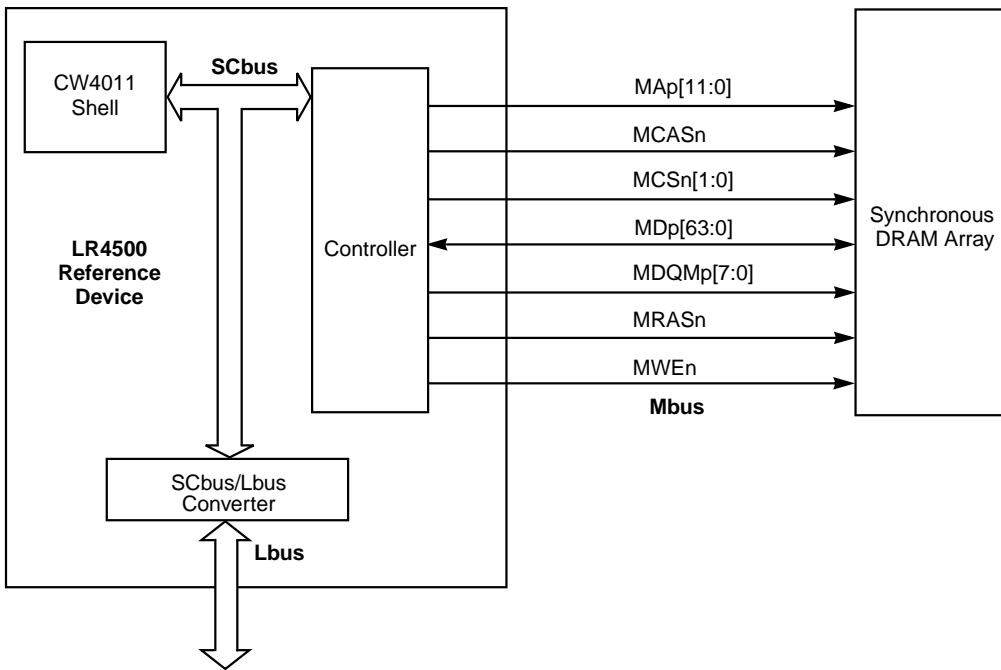 SCbus
CW4011
Shell
MAp[11:0]
MCASn
MCSn[1:0]
LR4500
Reference
Device
Controller
MDp[63:0]
Synchronous
DRAM Array
MDQMp[7:0]
MRASn
MWEn
Mbus
SCbus/Lbus
Converter
Lbus